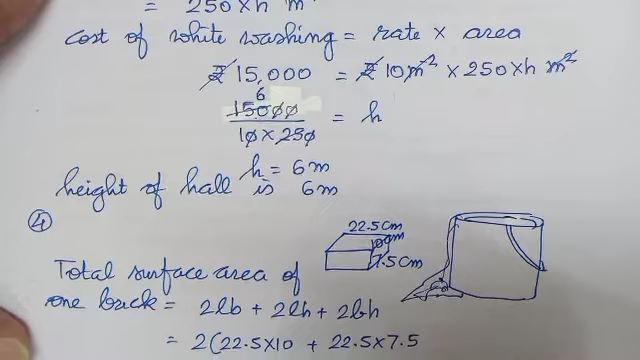 = 250 × h m
cost of white washing = rate × area
₹ 15,000 = ₹ 10 m⁻² × 250 × h m²
6
15000 / 10 × 250 = h
h = 6m
height of hall is 6m
④
22.5 cm
10cm
7.5cm
Total surface area of
one brick = 2lb + 2lh + 2bh
= 2(22.5×10 + 22.5×7.5